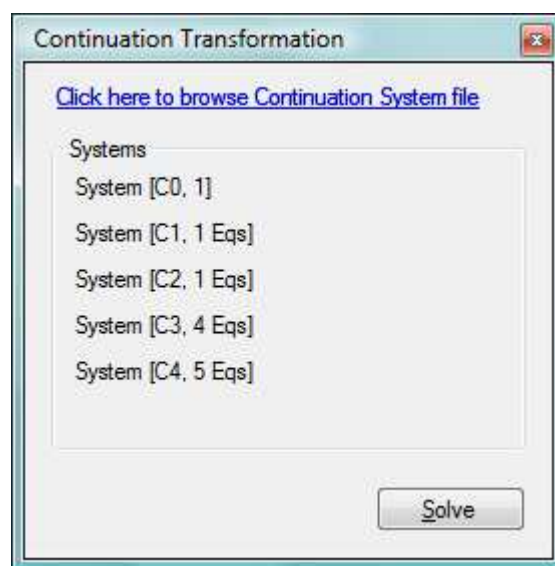 Continuation Transformation
Click here to browse Continuation System file
Systems
System [C0, 1]
System [C1, 1 Eqs]
System [C2, 1 Eqs]
System [C3, 4 Eqs]
System [C4, 5 Eqs]
Solve